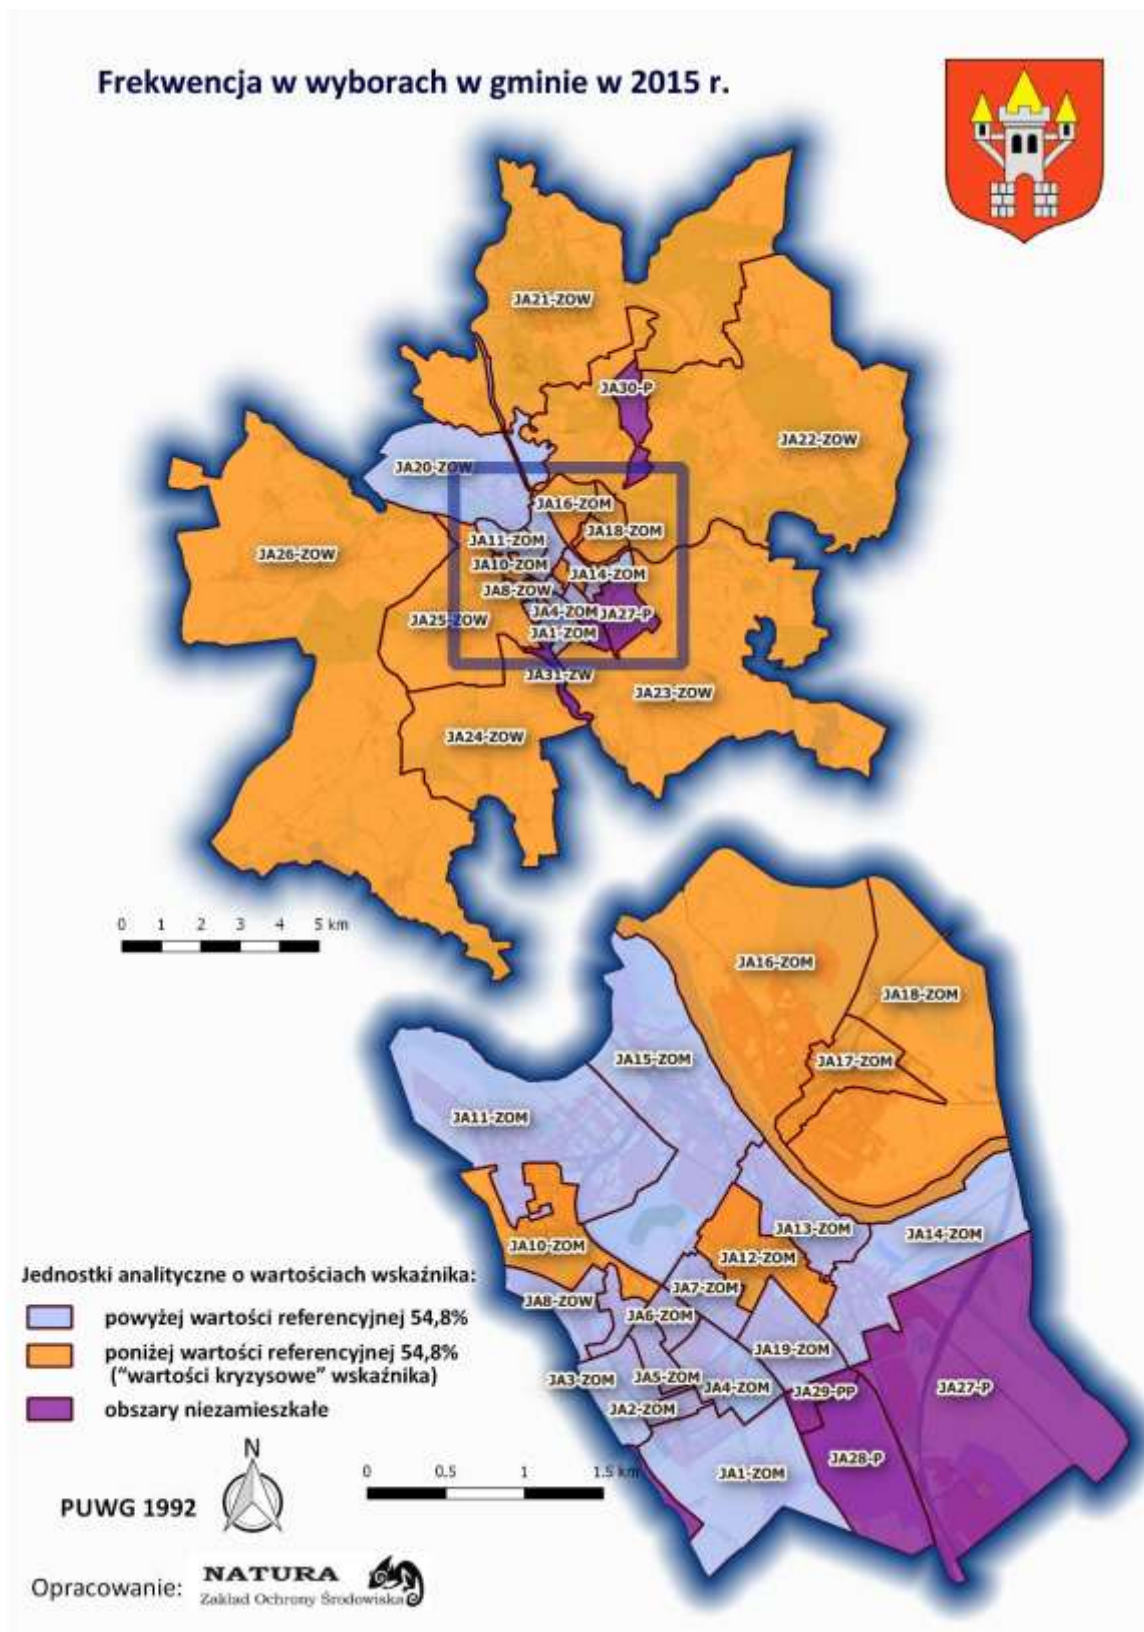 Frekwencja w wyborach w gminie w 2015 r.
JA21-ZOW
JA30-P
JA22-ZOW
JA20-ZOW
JA16-ZOM
JA18-ZOM
JA11-ZOM
JA26-ZOW
JA10-ZOM
JA14-ZOM
JA8-ZOW
JA4-ZOM
JA27-P
JA25-ZOW
JA1-ZOM
JA31-ZW
JA23-ZOW
JA24-ZOW
0 1 2 3 4 5 km
JA16-ZOM
JA18-ZOM
JA15-ZOM
JA17-ZOM
JA11-ZOM
JA13-ZOM
JA14-ZOM
JA10-ZOM
JA12-ZOM
JA7-ZOM
JA8-ZOW
JA6-ZOM
JA19-ZOM
JA3-ZOM
JA5-ZOM
JA4-ZOM
JA29-PP
JA27-P
JA2-ZOM
JA28-P
JA1-ZOM
Jednostki analityczne o wartościach wskaźnika:
powyżej wartości referencyjnej 54,8%
poniżej wartości referencyjnej 54,8%
("wartości kryzysowe" wskaźnika)
obszary niezamieszkałe
N
0 0.5 1 1.5 km
PUWG 1992
Opracowanie:
NATURA
Zakład Ochrony Środowiska